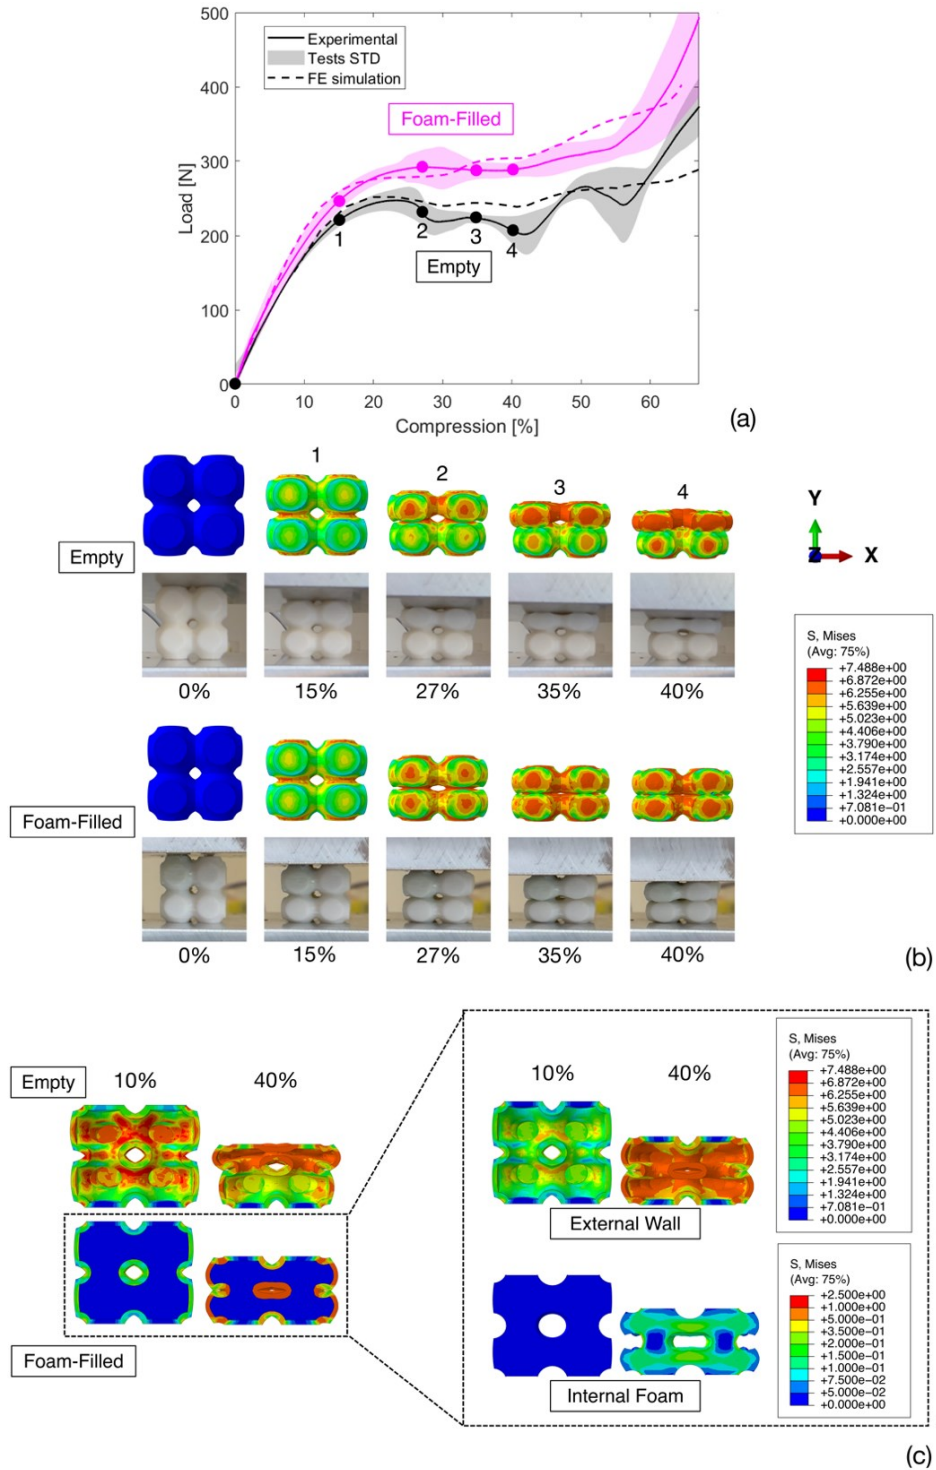 500
400
300
200
100
0
Load [N]
Experimental
Tests STD
FE simulation
Foam-Filled
1
2
3
4
Empty
0 10 20 30 40 50 60
Compression [%]
(a)
1
2
3
4
Empty
0% 15% 27% 35% 40%
Foam-Filled
0% 15% 27% 35% 40%
Y
Z
X
S, Mises
(Avg: 75%)
+7.488e+00
+6.872e+00
+6.255e+00
+5.639e+00
+5.023e+00
+4.406e+00
+3.790e+00
+3.174e+00
+2.557e+00
+1.941e+00
+1.324e+00
+7.081e-01
+0.000e+00
(b)
Empty
10% 40%
Foam-Filled
10% 40%
External Wall
Internal Foam
S, Mises
(Avg: 75%)
+7.488e+00
+6.872e+00
+6.255e+00
+5.639e+00
+5.023e+00
+4.406e+00
+3.790e+00
+3.174e+00
+2.557e+00
+1.941e+00
+1.324e+00
+7.081e-01
+0.000e+00
S, Mises
(Avg: 75%)
+2.500e+00
+1.000e+00
+5.000e-01
+3.500e-01
+2.000e-01
+1.500e-01
+1.000e-01
+7.500e-02
+5.000e-02
+0.000e+00
(c)